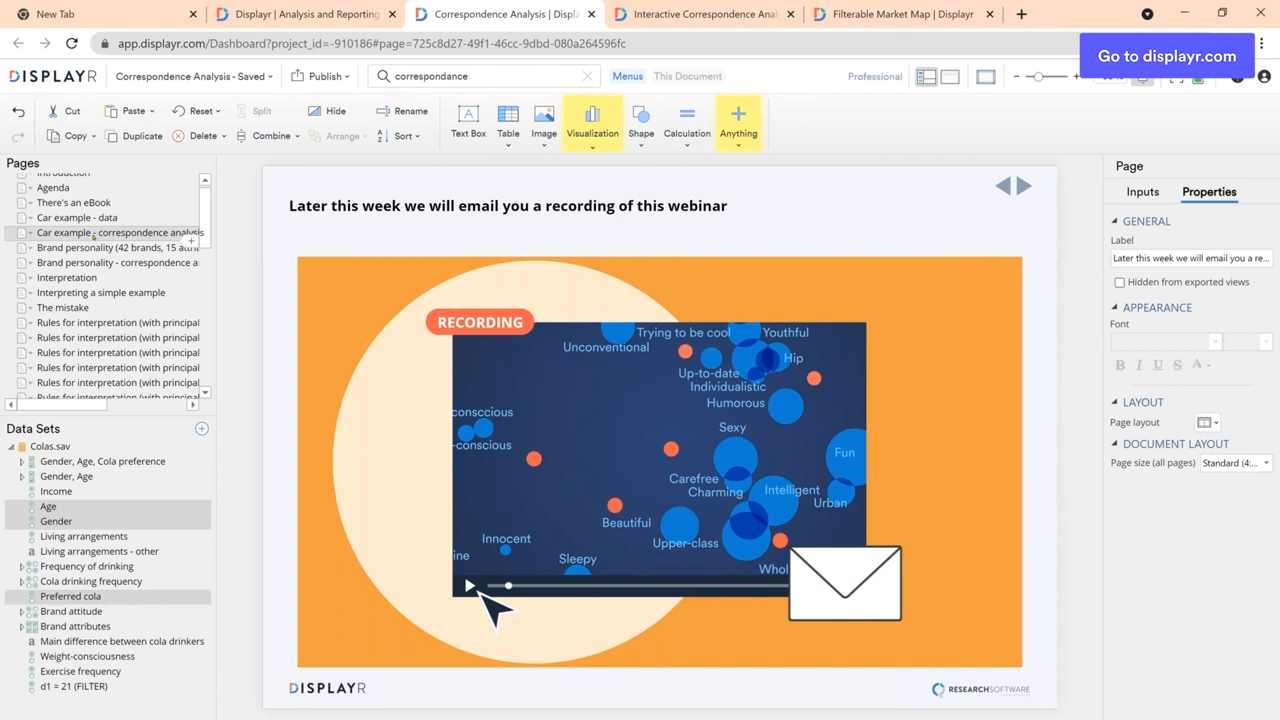 New Tab
Displayr | Analysis and Reporting
Correspondence Analysis | Displa
Interactive Correspondence Anal
Filterable Market Map | Displayr
app.displayr.com/Dashboard?project_id=-910186#page=725c8d27-49f1-46cc-9dbd-080a264596fc
Go to displayr.com
DISPLAYR
Correspondence Analysis - Saved
Publish
correspondance
Menus
This Document
Professional
Cut
Paste
Reset
Split
Hide
Rename
Copy
Duplicate
Delete
Combine
Arrange
Sort
Text Box
Table
Image
Visualization
Shape
Calculation
Anything
Pages
Introduction
Agenda
There's an eBook
Car example - data
Car example - correspondence analysis
Brand personality (42 brands, 15 attri
Brand personality - correspondence a
Interpretation
Interpreting a simple example
The mistake
Rules for interpretation (with principal
Rules for interpretation (with principal
Rules for interpretation (with principal
Rules for interpretation (with principal
Rules for interpretation (with principal
Rules for interpretation (with principal
Data Sets
Colas.sav
Gender, Age, Cola preference
Gender, Age
Income
Age
Gender
Living arrangements
Living arrangements - other
Frequency of drinking
Cola drinking frequency
Preferred cola
Brand attitude
Brand attributes
Main difference between cola drinkers
Weight-consciousness
Exercise frequency
d1 = 21 (FILTER)
Later this week we will email you a recording of this webinar
RECORDING
Trying to be cool
Youthful
Unconventional
Hip
Up-to-date
Individualistic
Humorous
consccious
Sexy
-conscious
Fun
Carefree
Charming
Intelligent
Urban
Beautiful
Innocent
Upper-class
ine
Sleepy
Whol
DISPLAYR
RESEARCHSOFTWARE
Page
Inputs
Properties
GENERAL
Label
Later this week we will email you a re...
Hidden from exported views
APPEARANCE
Font
B I U S A
LAYOUT
Page layout
DOCUMENT LAYOUT
Page size (all pages)
Standard (4:...